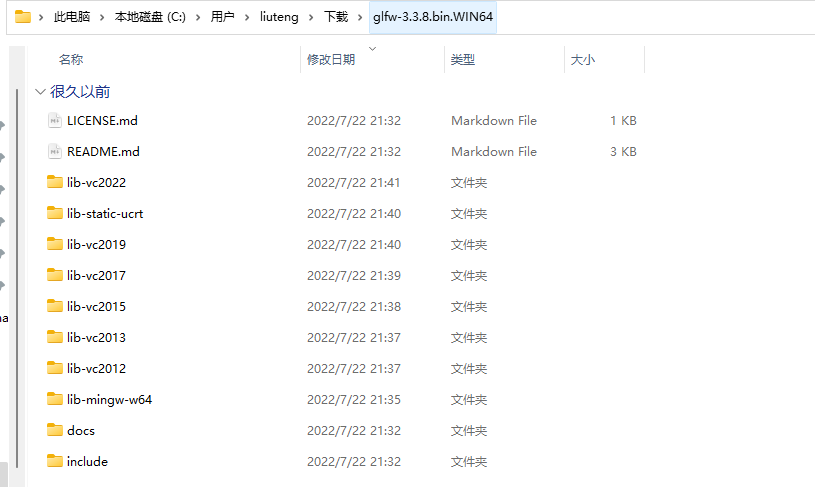 此电脑 > 本地磁盘 (C:) > 用户 > liuteng > 下载 > glfw-3.3.8.bin.WIN64
名称 修改日期 类型 大小
很久以前
LICENSE.md 2022/7/22 21:32 Markdown File 1 KB
README.md 2022/7/22 21:32 Markdown File 3 KB
lib-vc2022 2022/7/22 21:41 文件夹
lib-static-ucrt 2022/7/22 21:40 文件夹
lib-vc2019 2022/7/22 21:40 文件夹
lib-vc2017 2022/7/22 21:39 文件夹
lib-vc2015 2022/7/22 21:38 文件夹
lib-vc2013 2022/7/22 21:37 文件夹
lib-vc2012 2022/7/22 21:37 文件夹
lib-mingw-w64 2022/7/22 21:35 文件夹
docs 2022/7/22 21:32 文件夹
include 2022/7/22 21:32 文件夹